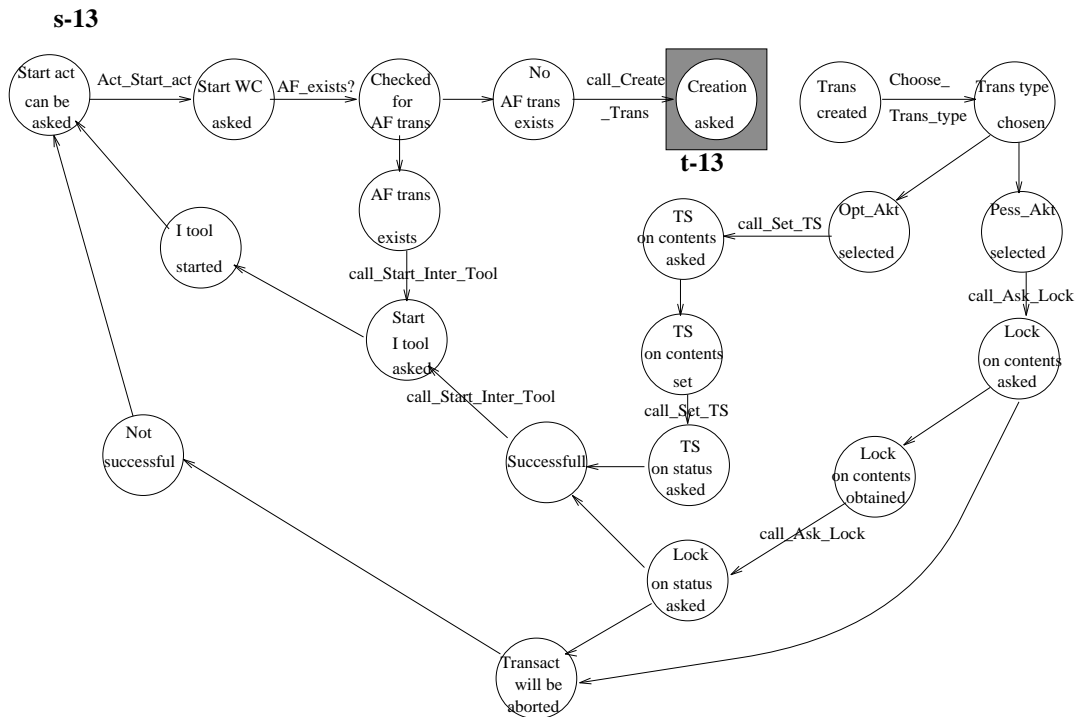 s-13
Start act
can be
asked
Act_Start_act
Start WC
asked
AF_exists?
Checked
for
AF trans
No
AF trans
exists
call_Create
_Trans
Creation
asked
t-13
Trans
created
Choose_
Trans_type
Trans type
chosen
AF trans
exists
I tool
started
call_Start_Inter_Tool
TS
on contents
asked
call_Set_TS
Opt_Akt
selected
Pess_Akt
selected
call_Ask_Lock
Start
I tool
asked
TS
on contents
set
Lock
on contents
asked
call_Start_Inter_Tool
call_Set_TS
Not
successful
Successfull
TS
on status
asked
Lock
on contents
obtained
call_Ask_Lock
Lock
on status
asked
Transact
will be
aborted